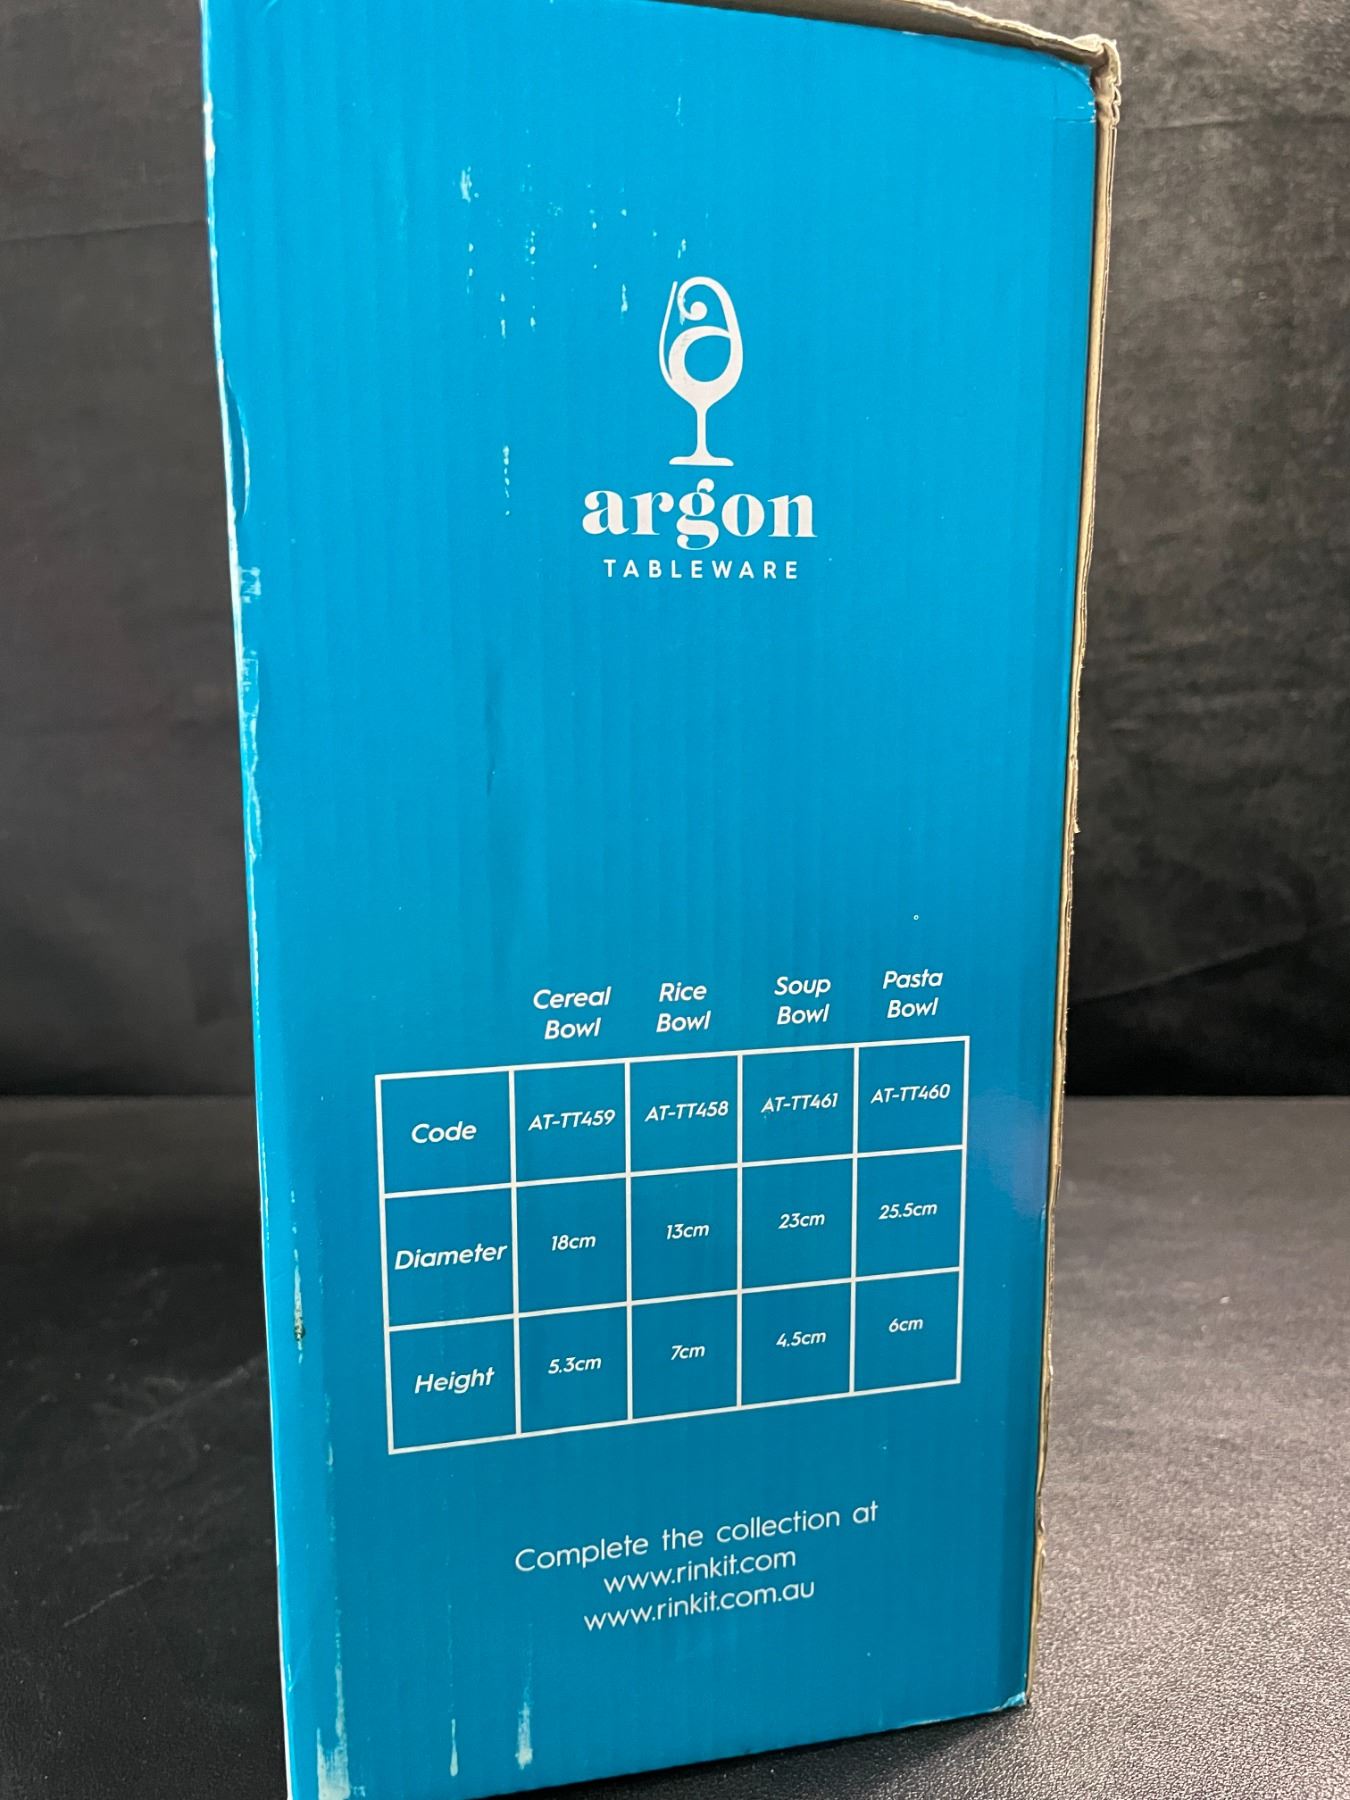 argon
TABLEWARE
Cereal Bowl Rice Bowl Soup Bowl Pasta Bowl
Code AT-TT459 AT-TT458 AT-TT461 AT-TT460
Diameter 18cm 13cm 23cm 25.5cm
Height 5.3cm 7cm 4.5cm 6cm
Complete the collection at
www.rinkit.com
www.rinkit.com.au